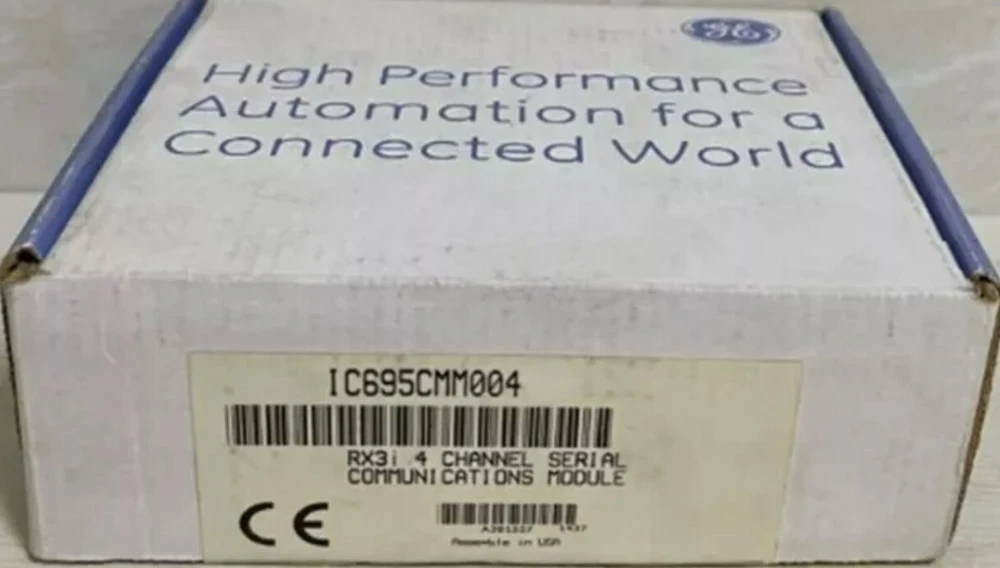 GE
High Performance
Automation for a
Connected World
IC695CMM004
RX3i 4 CHANNEL SERIAL
COMMUNICATIONS MODULE
CE
Assemble in USA